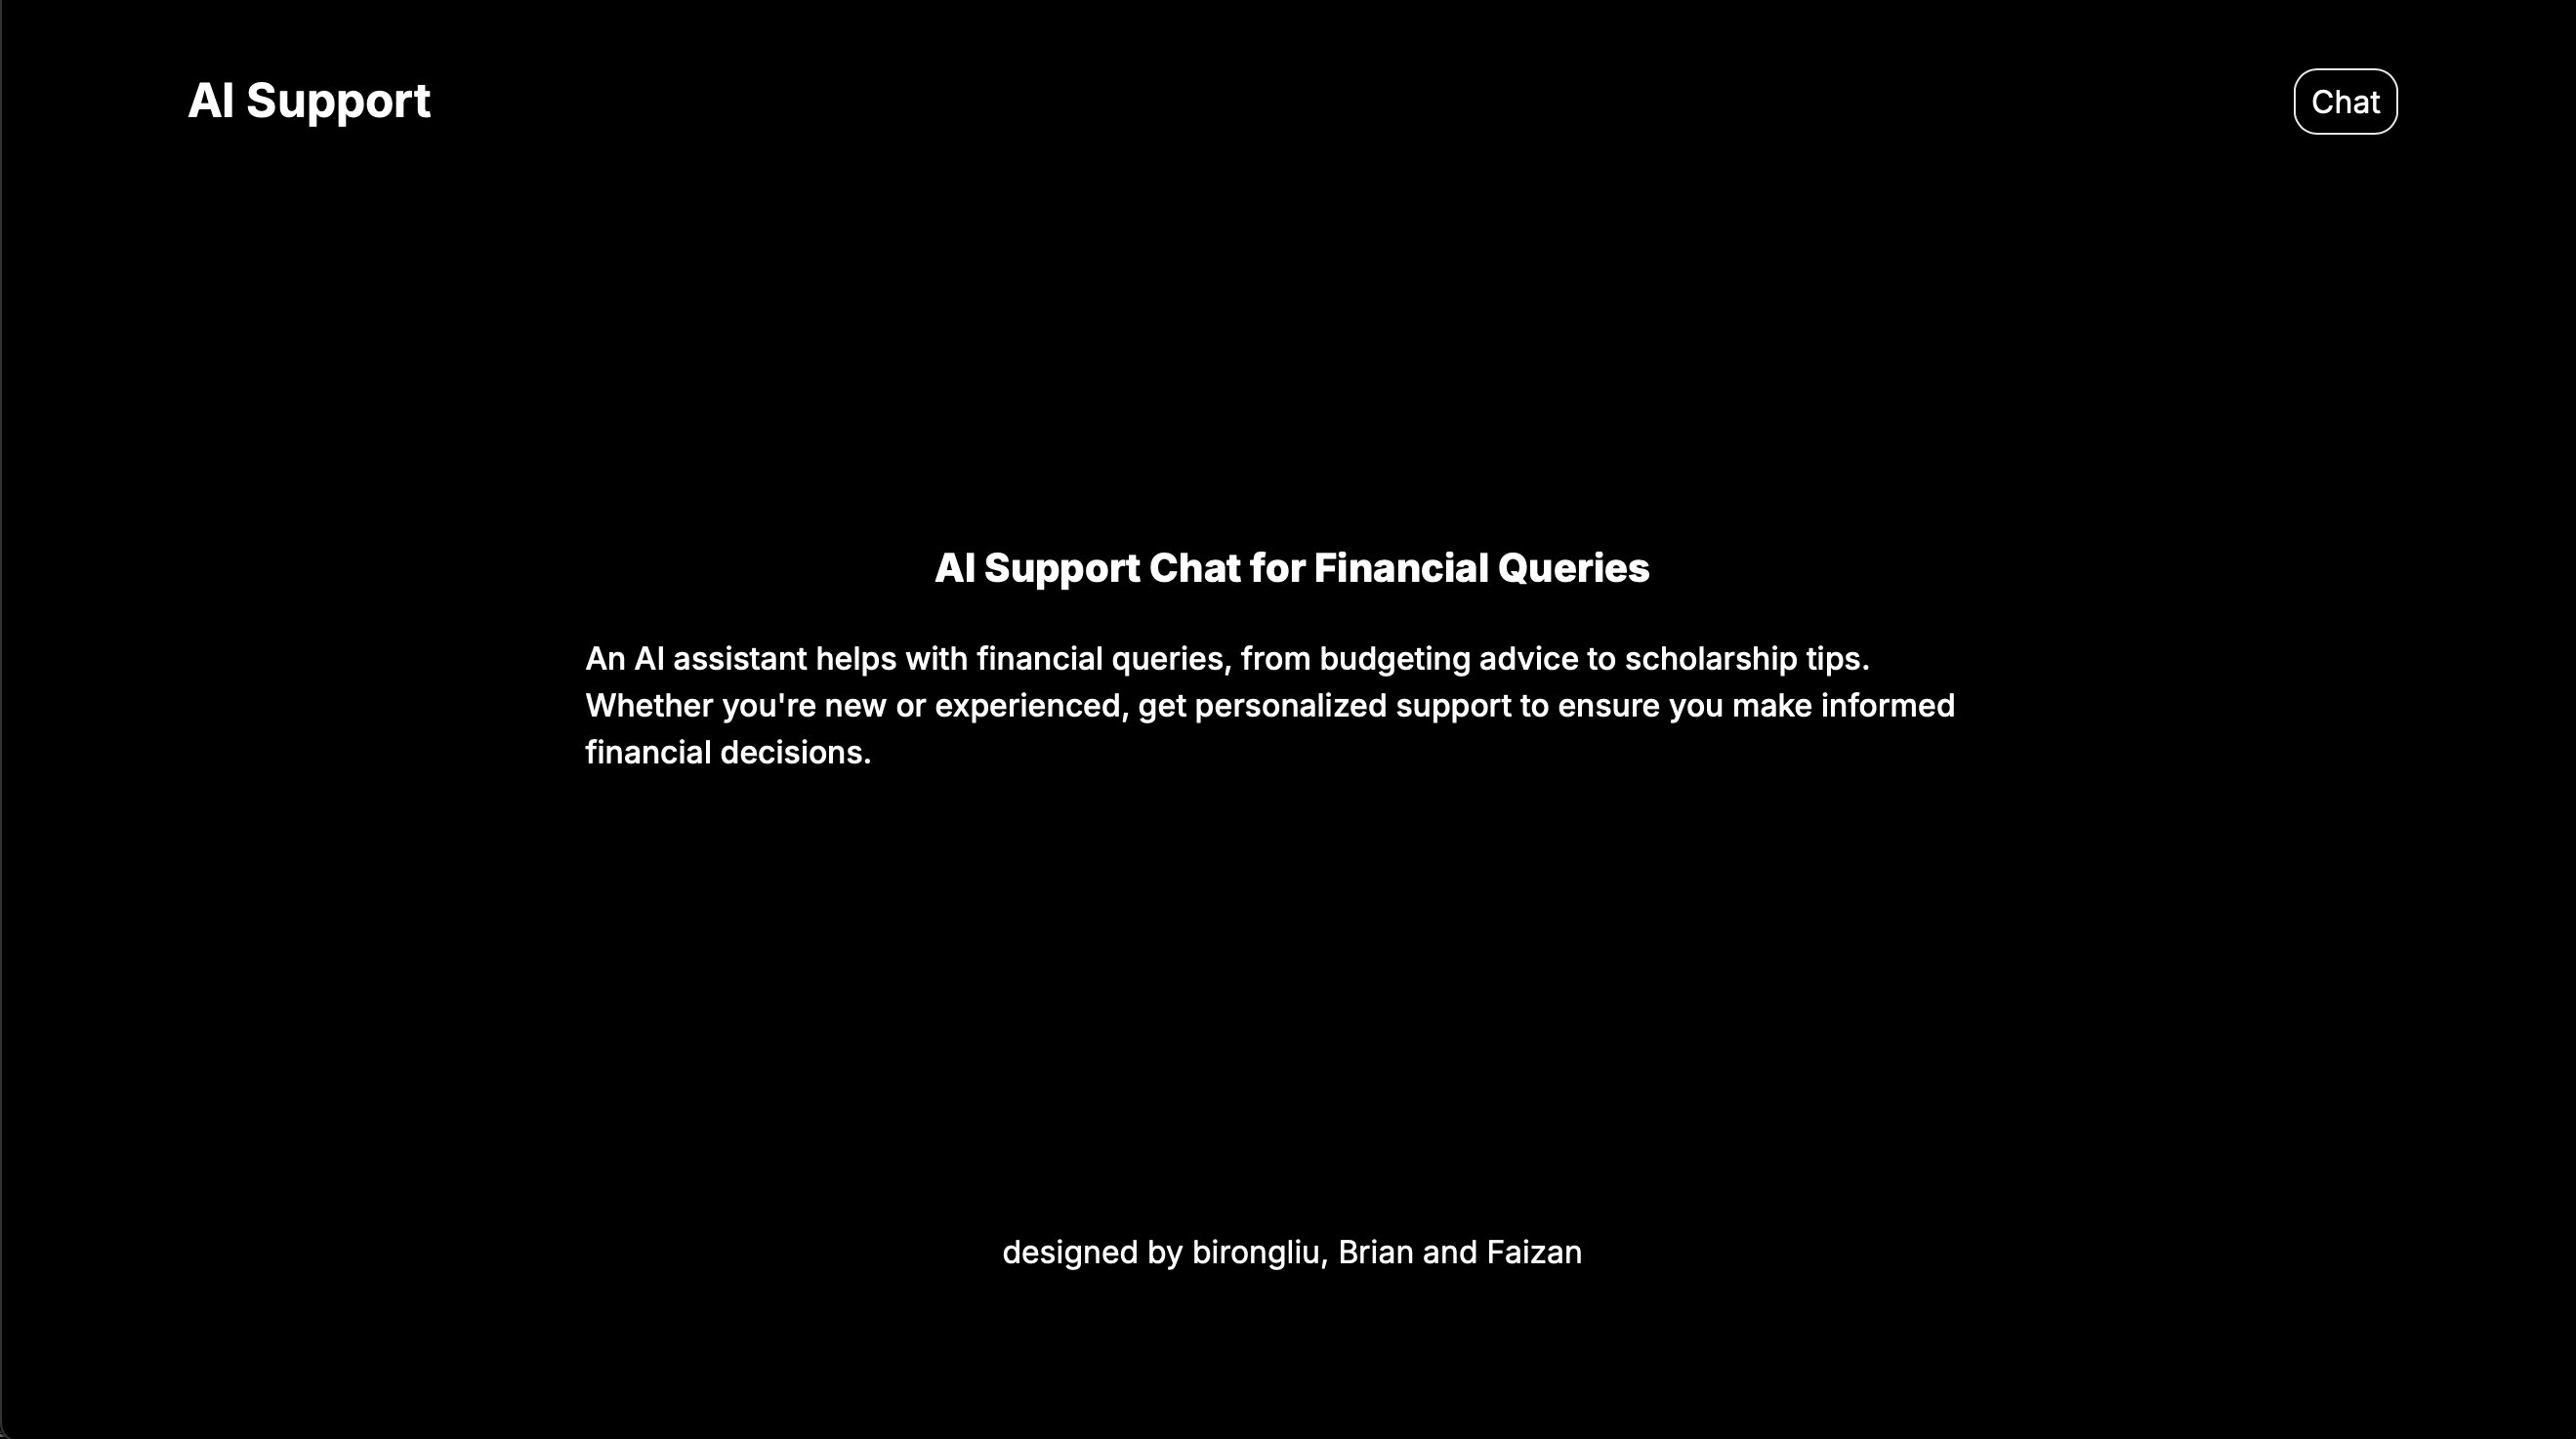 AI Support
Chat
AI Support Chat for Financial Queries
An AI assistant helps with financial queries, from budgeting advice to scholarship tips.
Whether you're new or experienced, get personalized support to ensure you make informed
financial decisions.
designed by birongliu, Brian and Faizan